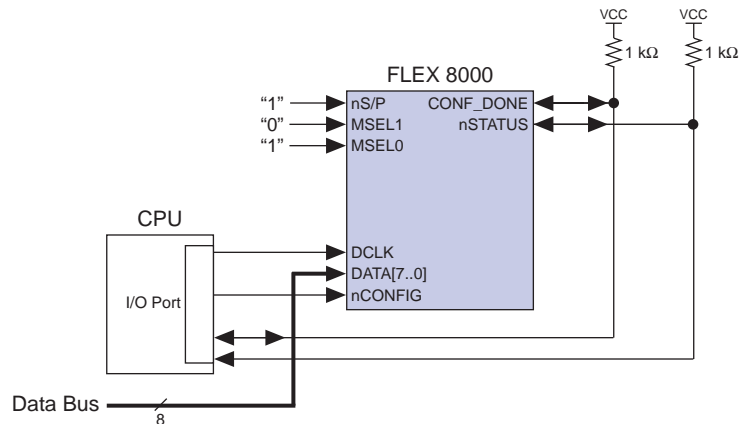 VCC VCC
1 kΩ 1 kΩ
FLEX 8000
“1” nS/P CONF_DONE
“0” MSEL1 nSTATUS
“1” MSEL0
CPU
DCLK
DATA[7..0]
I/O Port nCONFIG
Data Bus
8